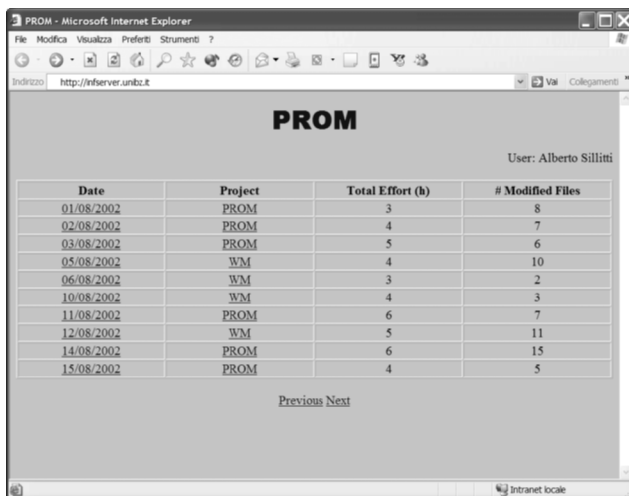 PROM - Microsoft Internet Explorer
File Modifica Visualizza Preferiti Strumenti ?
Indirizzo http://infserver.unibz.it Vai Collegamenti »
PROM
User: Alberto Sillitti
Date Project Total Effort (h) # Modified Files
01/08/2002 PROM 3 8
02/08/2002 PROM 4 7
03/08/2002 PROM 5 6
05/08/2002 WM 4 10
06/08/2002 WM 3 2
10/08/2002 WM 4 3
11/08/2002 PROM 6 7
12/08/2002 WM 5 11
14/08/2002 PROM 6 15
15/08/2002 PROM 4 5
Previous Next
Intranet locale